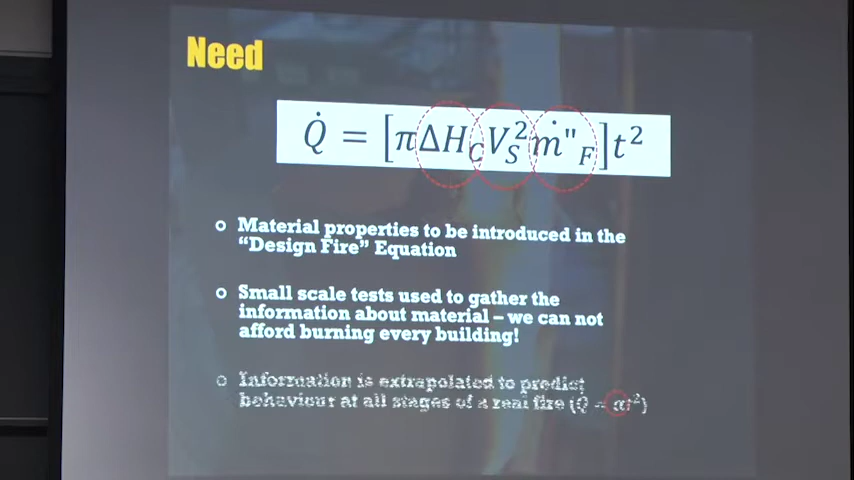 Need
Q̇ = [πΔH_C V_S² ṁ"_F]t²
Material properties to be introduced in the
“Design Fire” Equation
Small scale tests used to gather the
information about material – we can not
afford burning every building!
Information is extrapolated to predict
behaviour at all stages of a real fire (Q̇ = αt²)